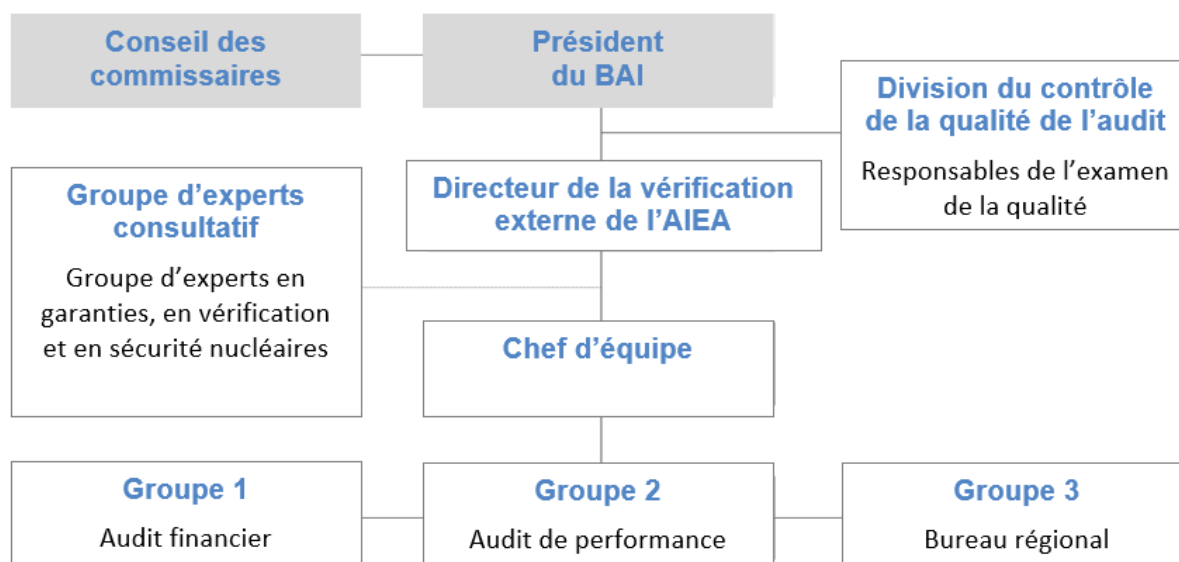 Conseil des
commissaires
Président
du BAI
Division du contrôle
de la qualité de l’audit
Responsables de l’examen
de la qualité
Groupe d’experts
consultatif
Groupe d’experts en
garanties, en vérification
et en sécurité nucléaires
Directeur de la vérification
externe de l’AIEA
Chef d’équipe
Groupe 1
Audit financier
Groupe 2
Audit de performance
Groupe 3
Bureau régional